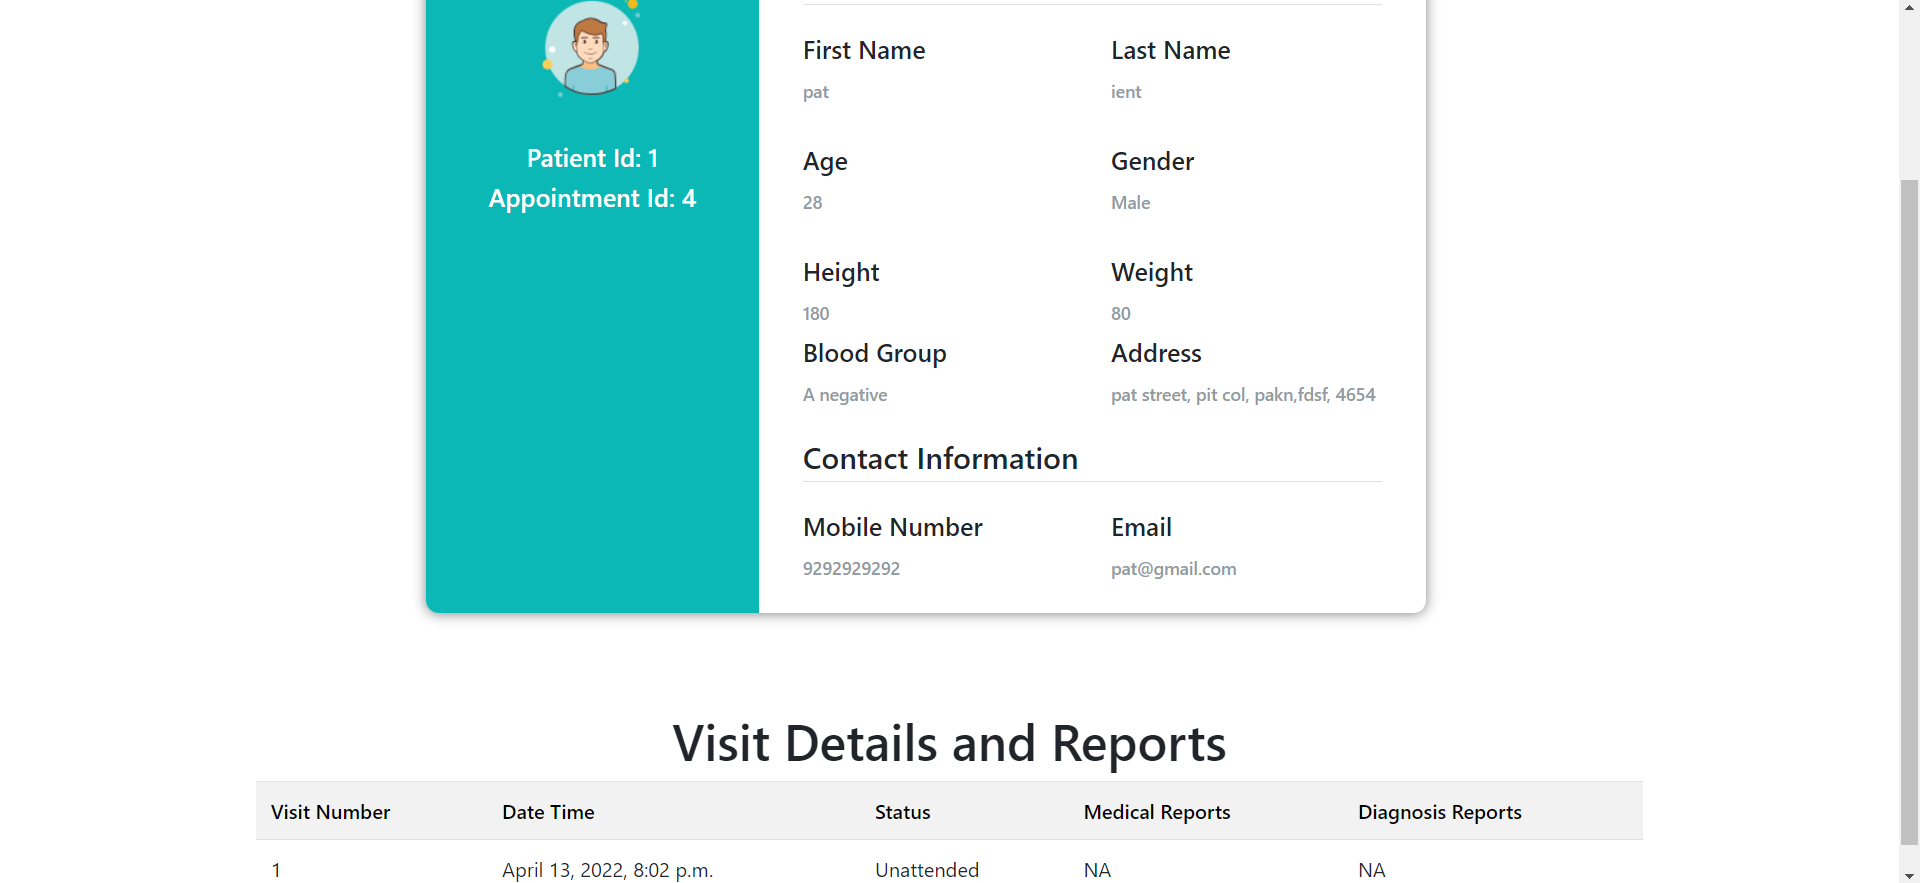 Patient Id: 1
Appointment Id: 4
First Name Last Name
pat ient
Age Gender
28 Male
Height Weight
180 80
Blood Group Address
A negative pat street, pit col, pakn,fdsf, 4654
Contact Information
Mobile Number Email
9292929292 pat@gmail.com
Visit Details and Reports
Visit Number Date Time Status Medical Reports Diagnosis Reports
1 April 13, 2022, 8:02 p.m. Unattended NA NA